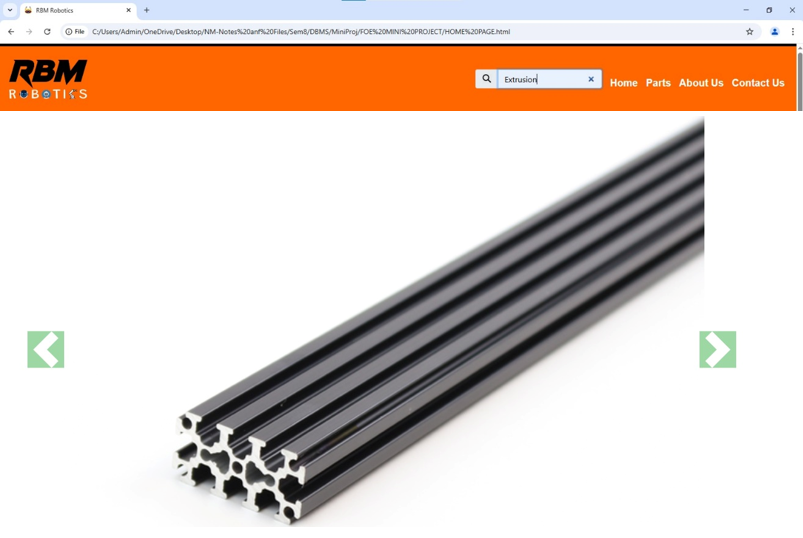 RBM Robotics
File
C:/Users/Admin/OneDrive/Desktop/NM-Notes%20anf%20Files/Sem8/DBMS/MiniProj/FOE%20MINI%20PROJECT/HOME%20PAGE.html
RBM
ROBOTICS
Extrusion
Home
Parts
About Us
Contact Us